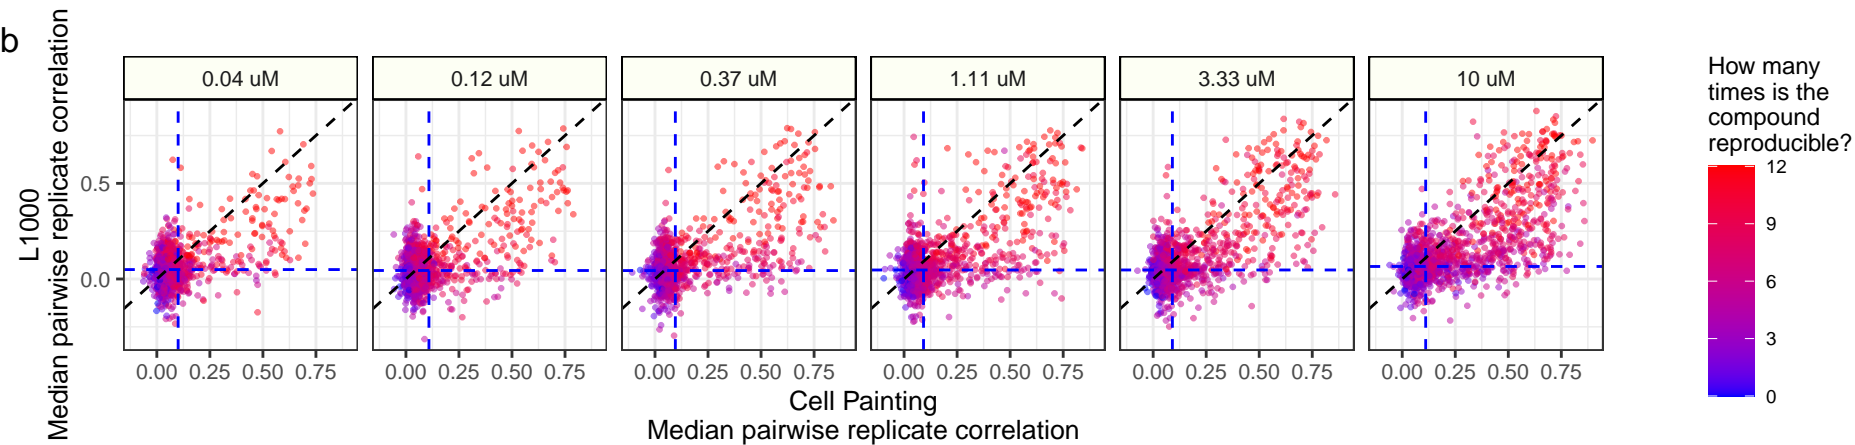 b
L1000
Median pairwise replicate correlation
0.04 uM
0.12 uM
0.37 uM
1.11 uM
3.33 uM
10 uM
0.5
0.0
0.00 0.25 0.50 0.75
0.00 0.25 0.50 0.75
0.00 0.25 0.50 0.75
0.00 0.25 0.50 0.75
0.00 0.25 0.50 0.75
0.00 0.25 0.50 0.75
Cell Painting
Median pairwise replicate correlation
How many
times is the
compound
reproducible?
12
9
6
3
0